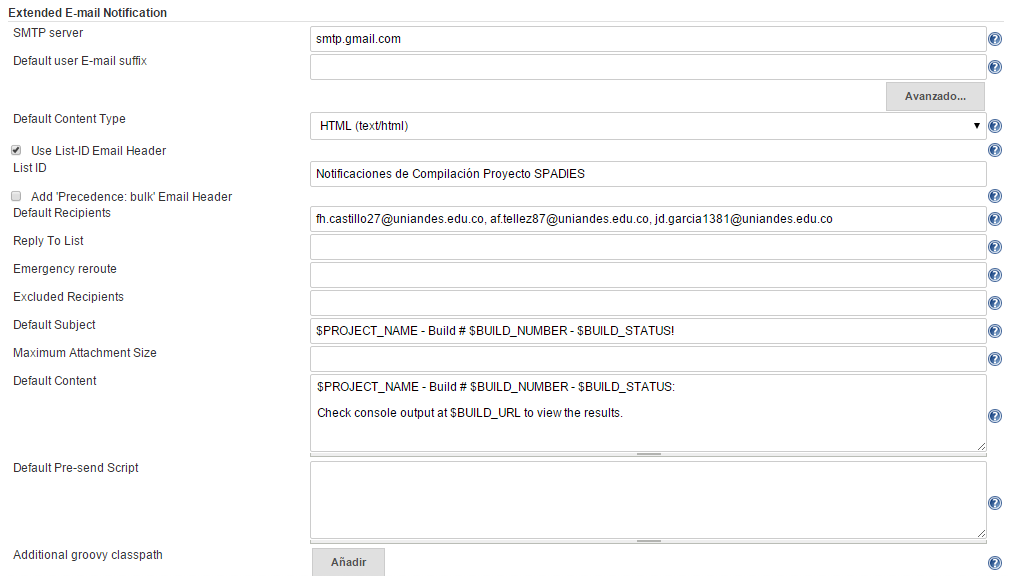 Extended E-mail Notification
SMTP server
smtp.gmail.com
Default user E-mail suffix
Avanzado...
Default Content Type
HTML (text/html)
Use List-ID Email Header
List ID
Notificaciones de Compilación Proyecto SPADIES
Add 'Precedence: bulk' Email Header
Default Recipients
fh.castillo27@uniandes.edu.co, af.tellez87@uniandes.edu.co, jd.garcia1381@uniandes.edu.co
Reply To List
Emergency reroute
Excluded Recipients
Default Subject
$PROJECT_NAME - Build # $BUILD_NUMBER - $BUILD_STATUS!
Maximum Attachment Size
Default Content
$PROJECT_NAME - Build # $BUILD_NUMBER - $BUILD_STATUS:
Check console output at $BUILD_URL to view the results.
Default Pre-send Script
Additional groovy classpath
Añadir